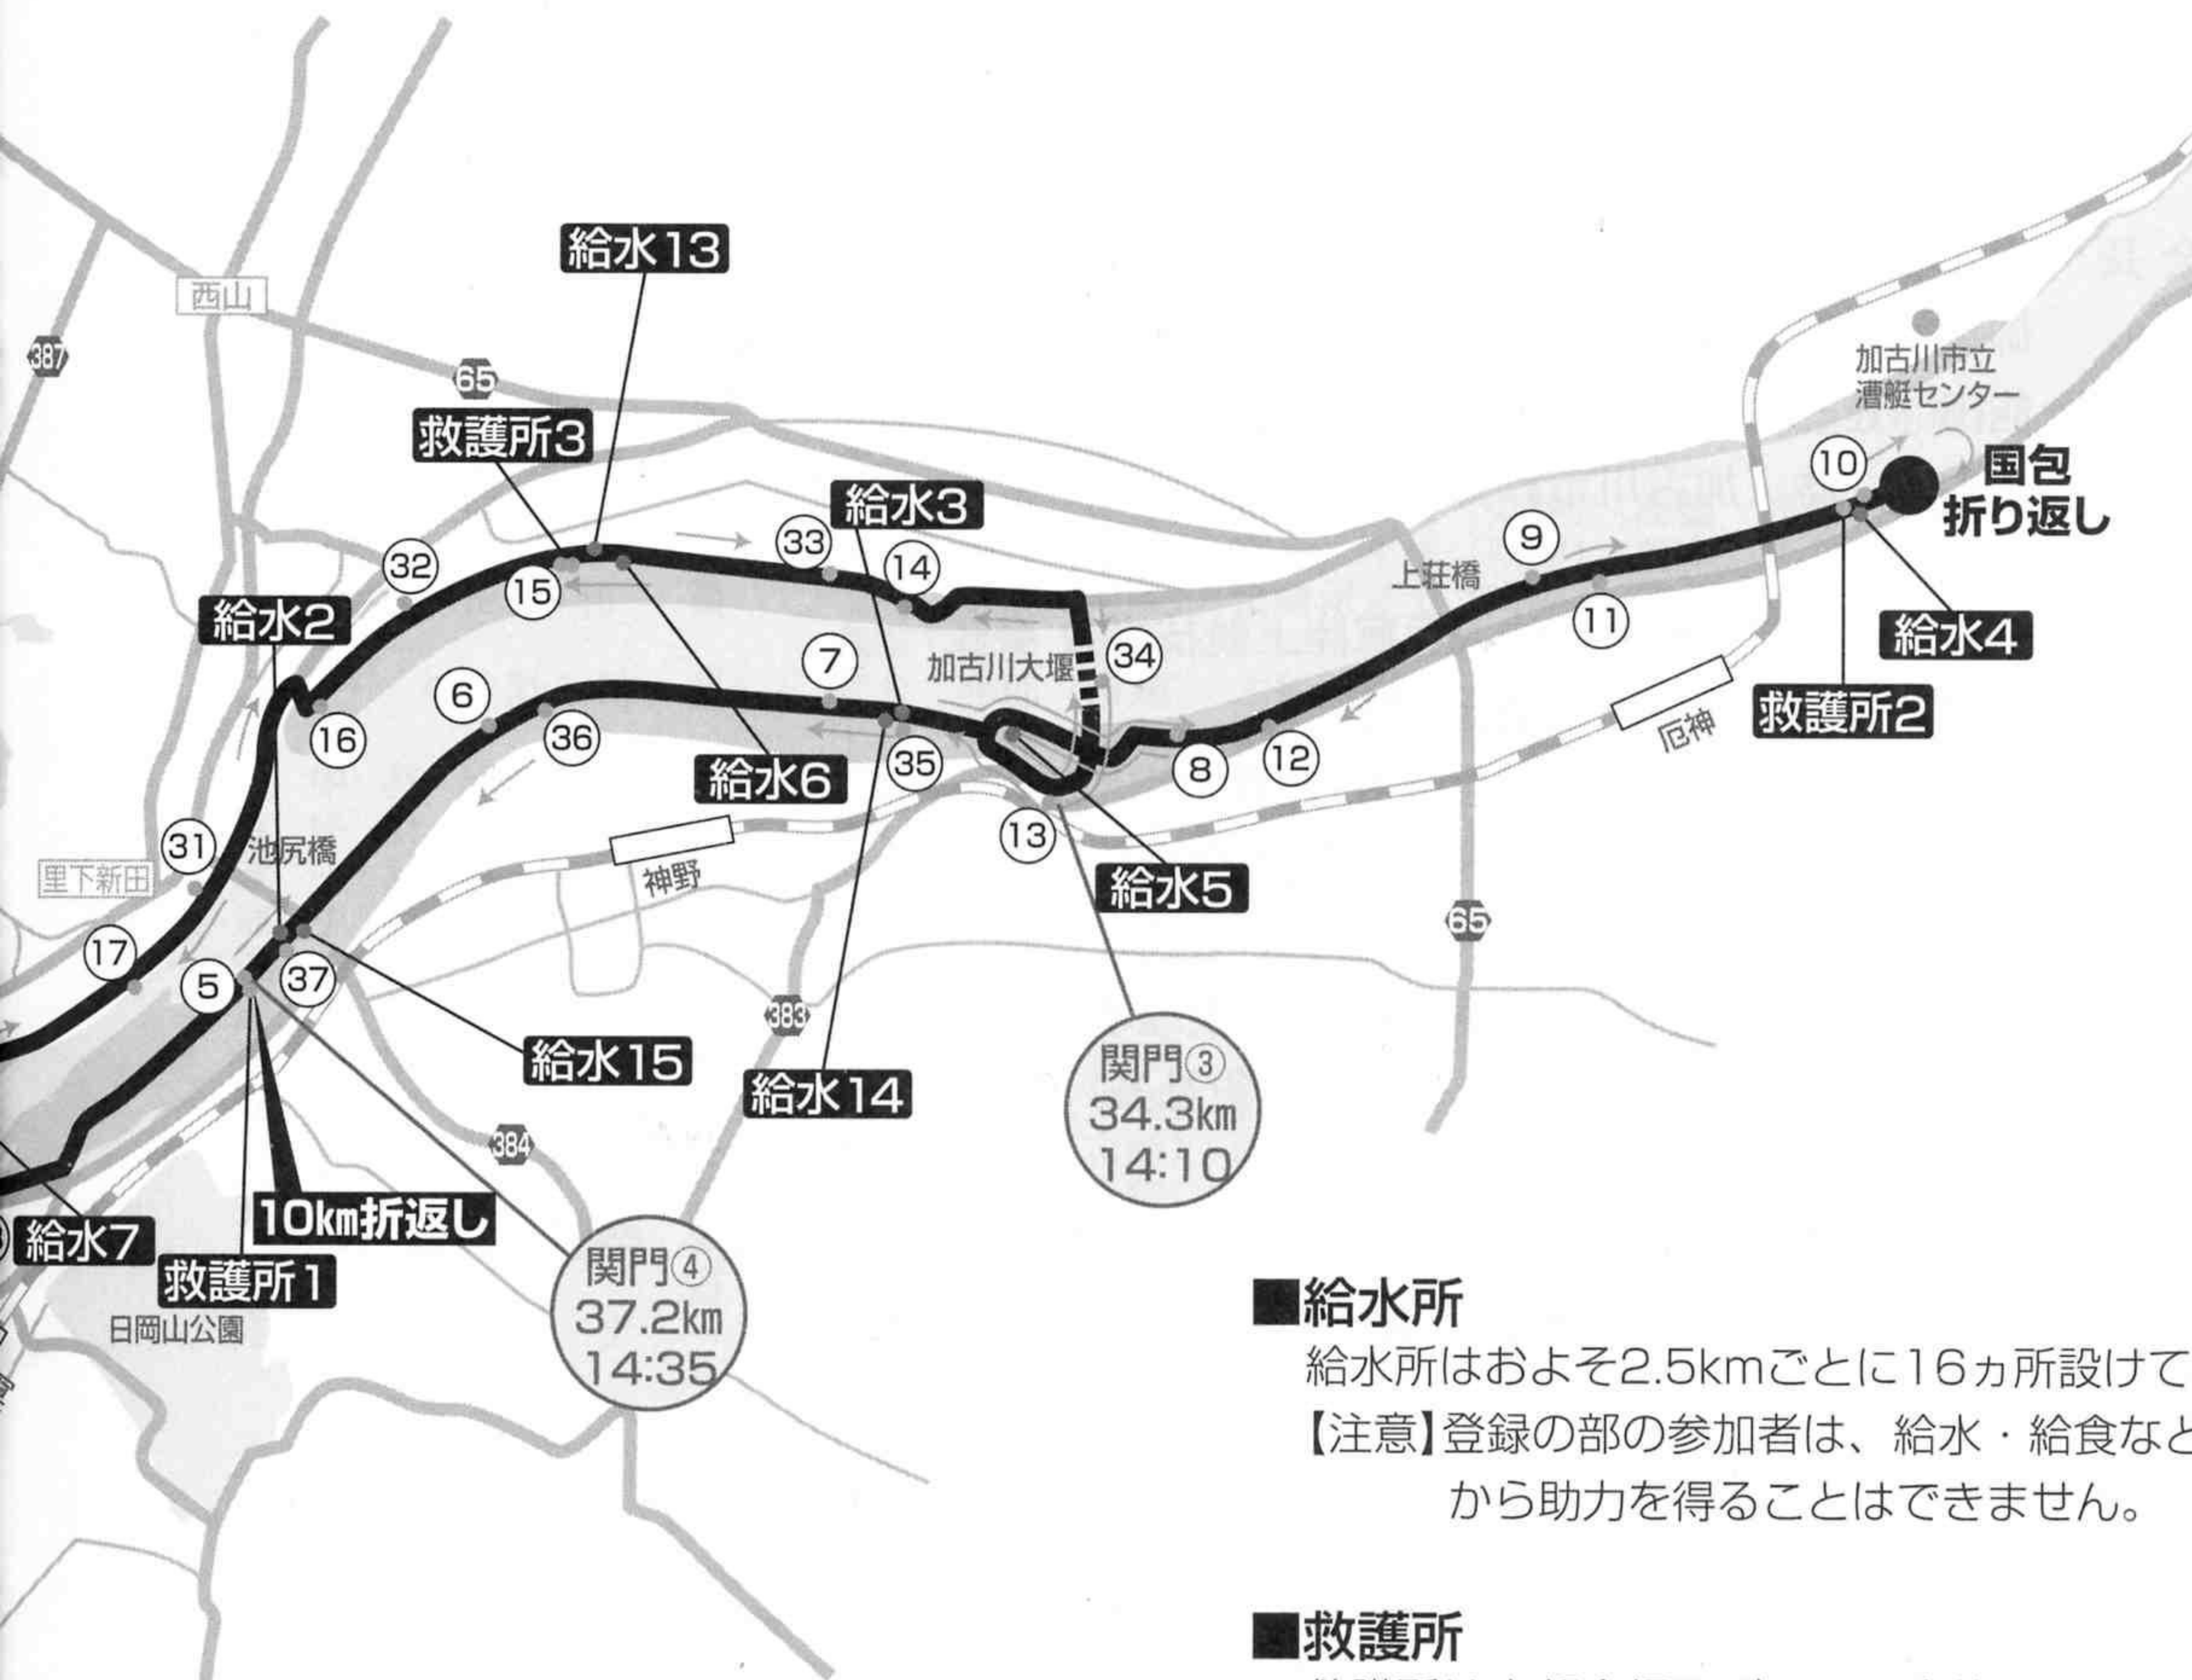 給水13
西山
387
65
加古川市立
漕艇センター
救護所3
10
国包
折り返し
給水3
33
9
14
32
上荘橋
15
給水2
11
給水4
34
7
加古川大堰
6
救護所2
16
36
厄神
35
8
12
給水6
31
池尻橋
13
里下新田
神野
給水5
65
17
5
37
383
給水15
関門③
34.3km
14:10
給水14
384
10km折返し
給水7
救護所1
関門④
37.2km
14:35
日岡山公園
■給水所
給水所はおよそ2.5kmごとに16ヵ所設けて
【注意】登録の部の参加者は、給水・給食など
から助力を得ることはできません。
■救護所